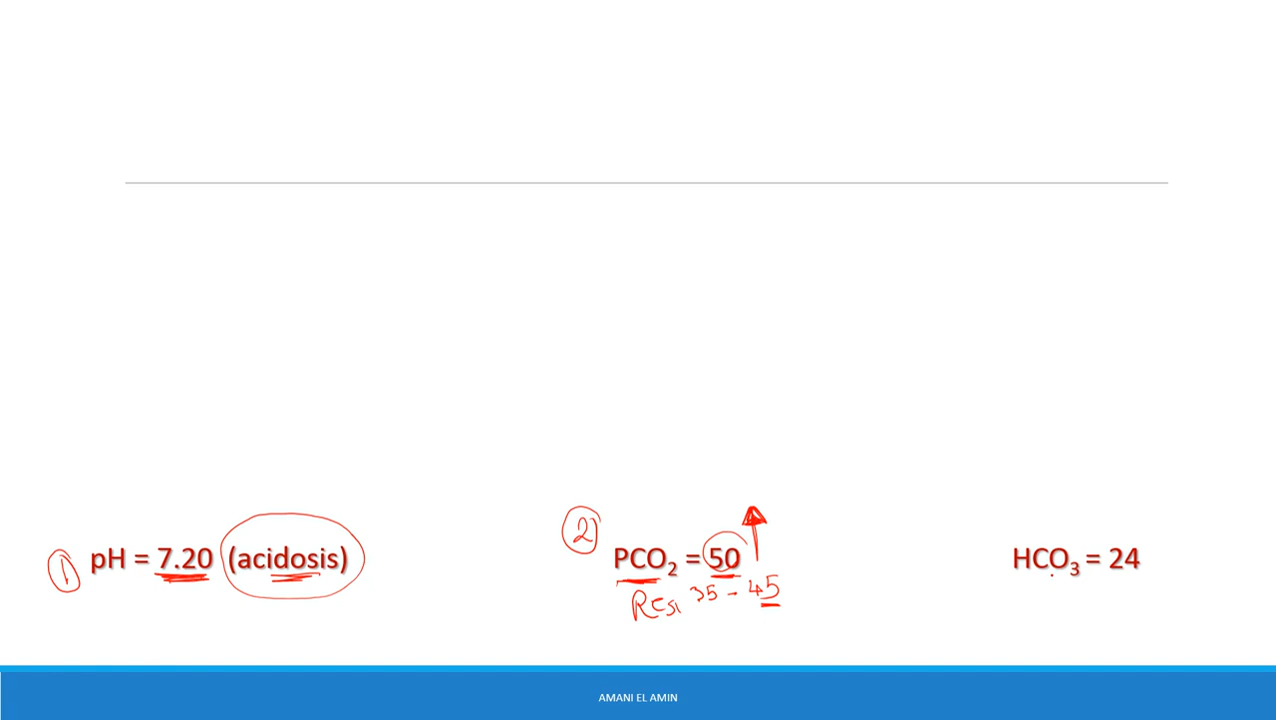 ① pH = 7.20 (acidosis)
② PCO₂ = 50
35 - 45
HCO₃ = 24
AMANI EL AMIN